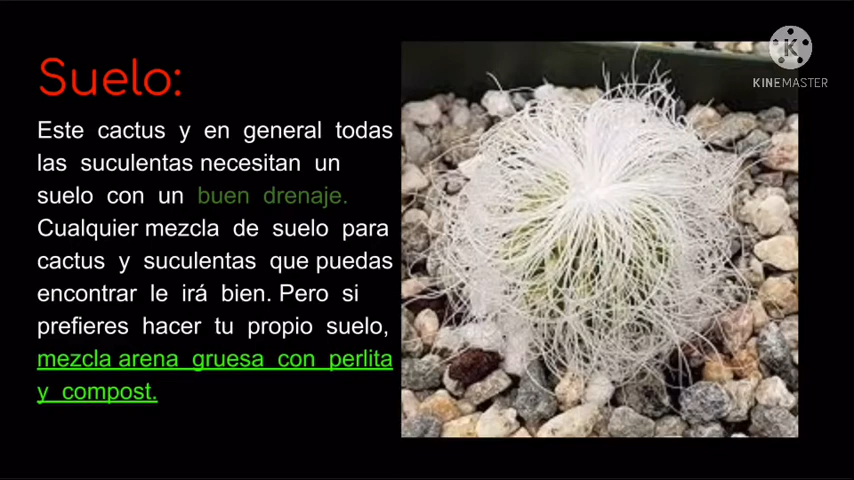 Suelo:
Este cactus y en general todas
las suculentas necesitan un
suelo con un buen drenaje.
Cualquier mezcla de suelo para
cactus y suculentas que puedas
encontrar le irá bien. Pero si
prefieres hacer tu propio suelo,
mezcla arena gruesa con perlita
y compost.
K
KINEMASTER